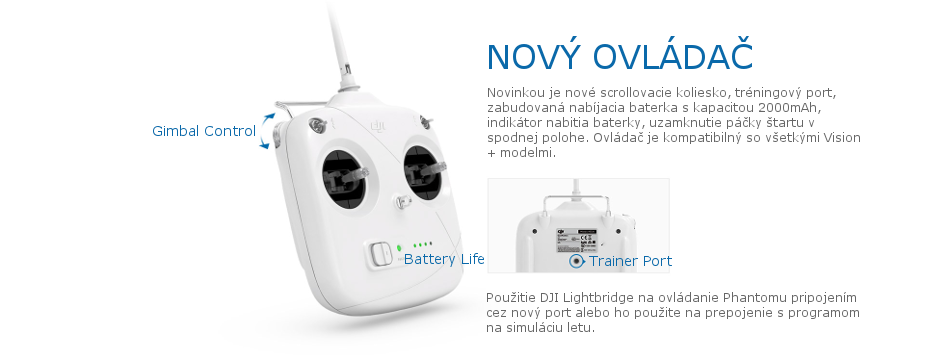 NOVÝ OVLÁDAČ
Novinkou je nové scrollovacie koliesko, tréningový port,
zabudovaná nabíjacia baterka s kapacitou 2000mAh,
indikátor nabitia baterky, uzamknutie páčky štartu v
spodnej polohe. Ovládač je kompatibilný so všetkými Vision
+ modelmi.
Gimbal Control
Battery Life
Trainer Port
Použitie DJI Lightbridge na ovládanie Phantomu pripojením
cez nový port alebo ho použite na prepojenie s programom
na simuláciu letu.